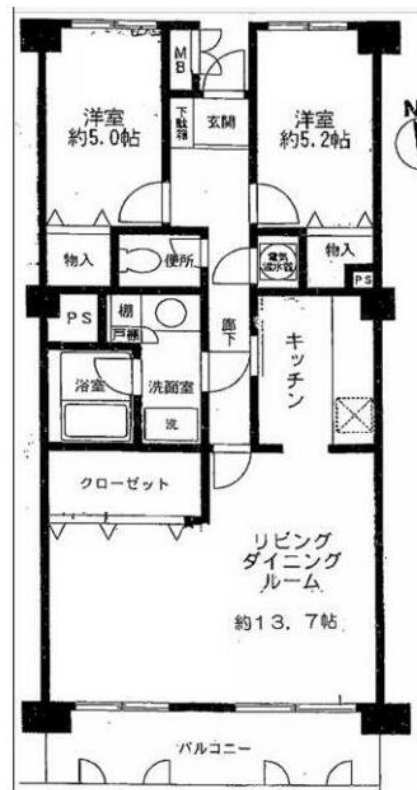 MB
洋室
約5.0帖
下駄箱
玄関
洋室
約5.2帖
N
物入
便所
電気
温水器
物入
PS
PS
棚
戸棚
廊下
キッチン
浴室
洗面室
洗
クローゼット
リビング
ダイニング
ルーム
約13.7帖
バルコニー